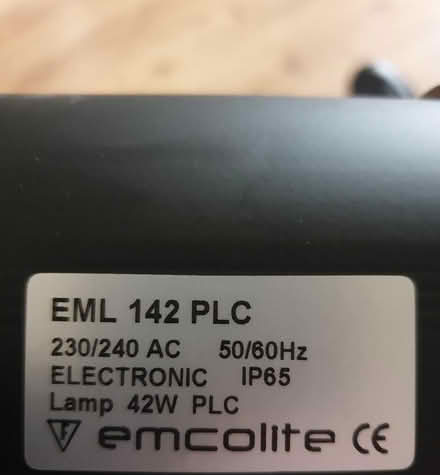 EML 142 PLC
230/240 AC 50/60Hz
ELECTRONIC IP65
Lamp 42W PLC
F emcolite CE